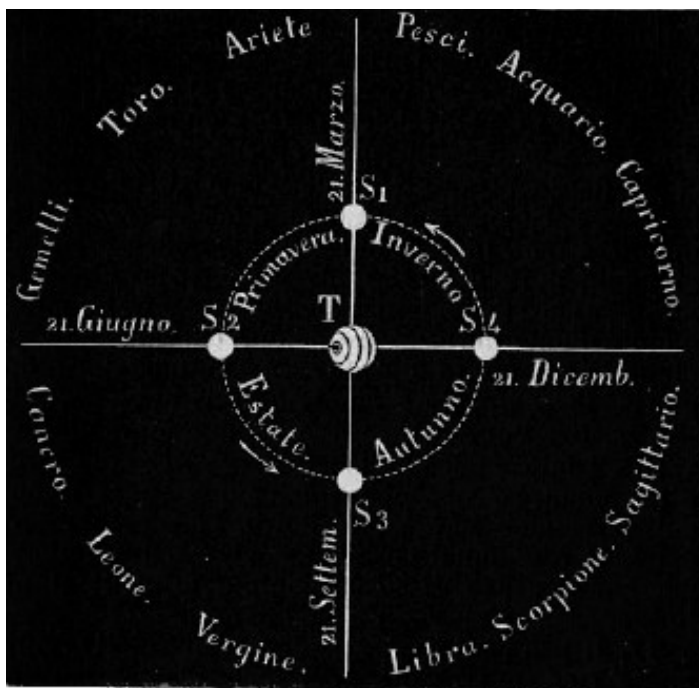 Ariete
Pesci.
Acquario.
Capricorno.
Toro.
Gemelli.
21. Marzo.
S1
Primavera.
Inverno.
T
21. Giugno.
S2
S4
21. Dicemb.
Estate.
Autunno.
S3
21. Settem.
Cancro.
Leone.
Vergine.
Libra.
Scorpione.
Sagittario.